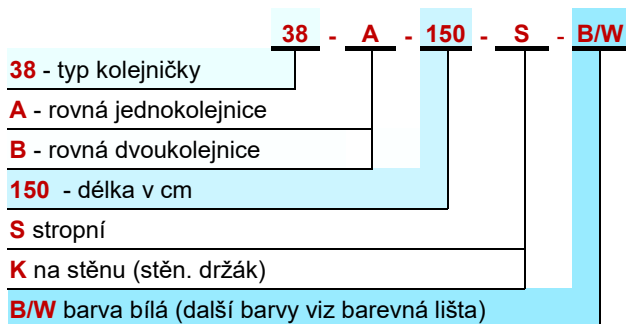 38 - A - 150 - S - B/W
38 - typ kolejničky
A - rovná jednokolejnice
B - rovná dvoukolejnice
150 - délka v cm
S stropní
K na stěnu (stěn. držák)
B/W barva bílá (další barvy viz barevná lišta)